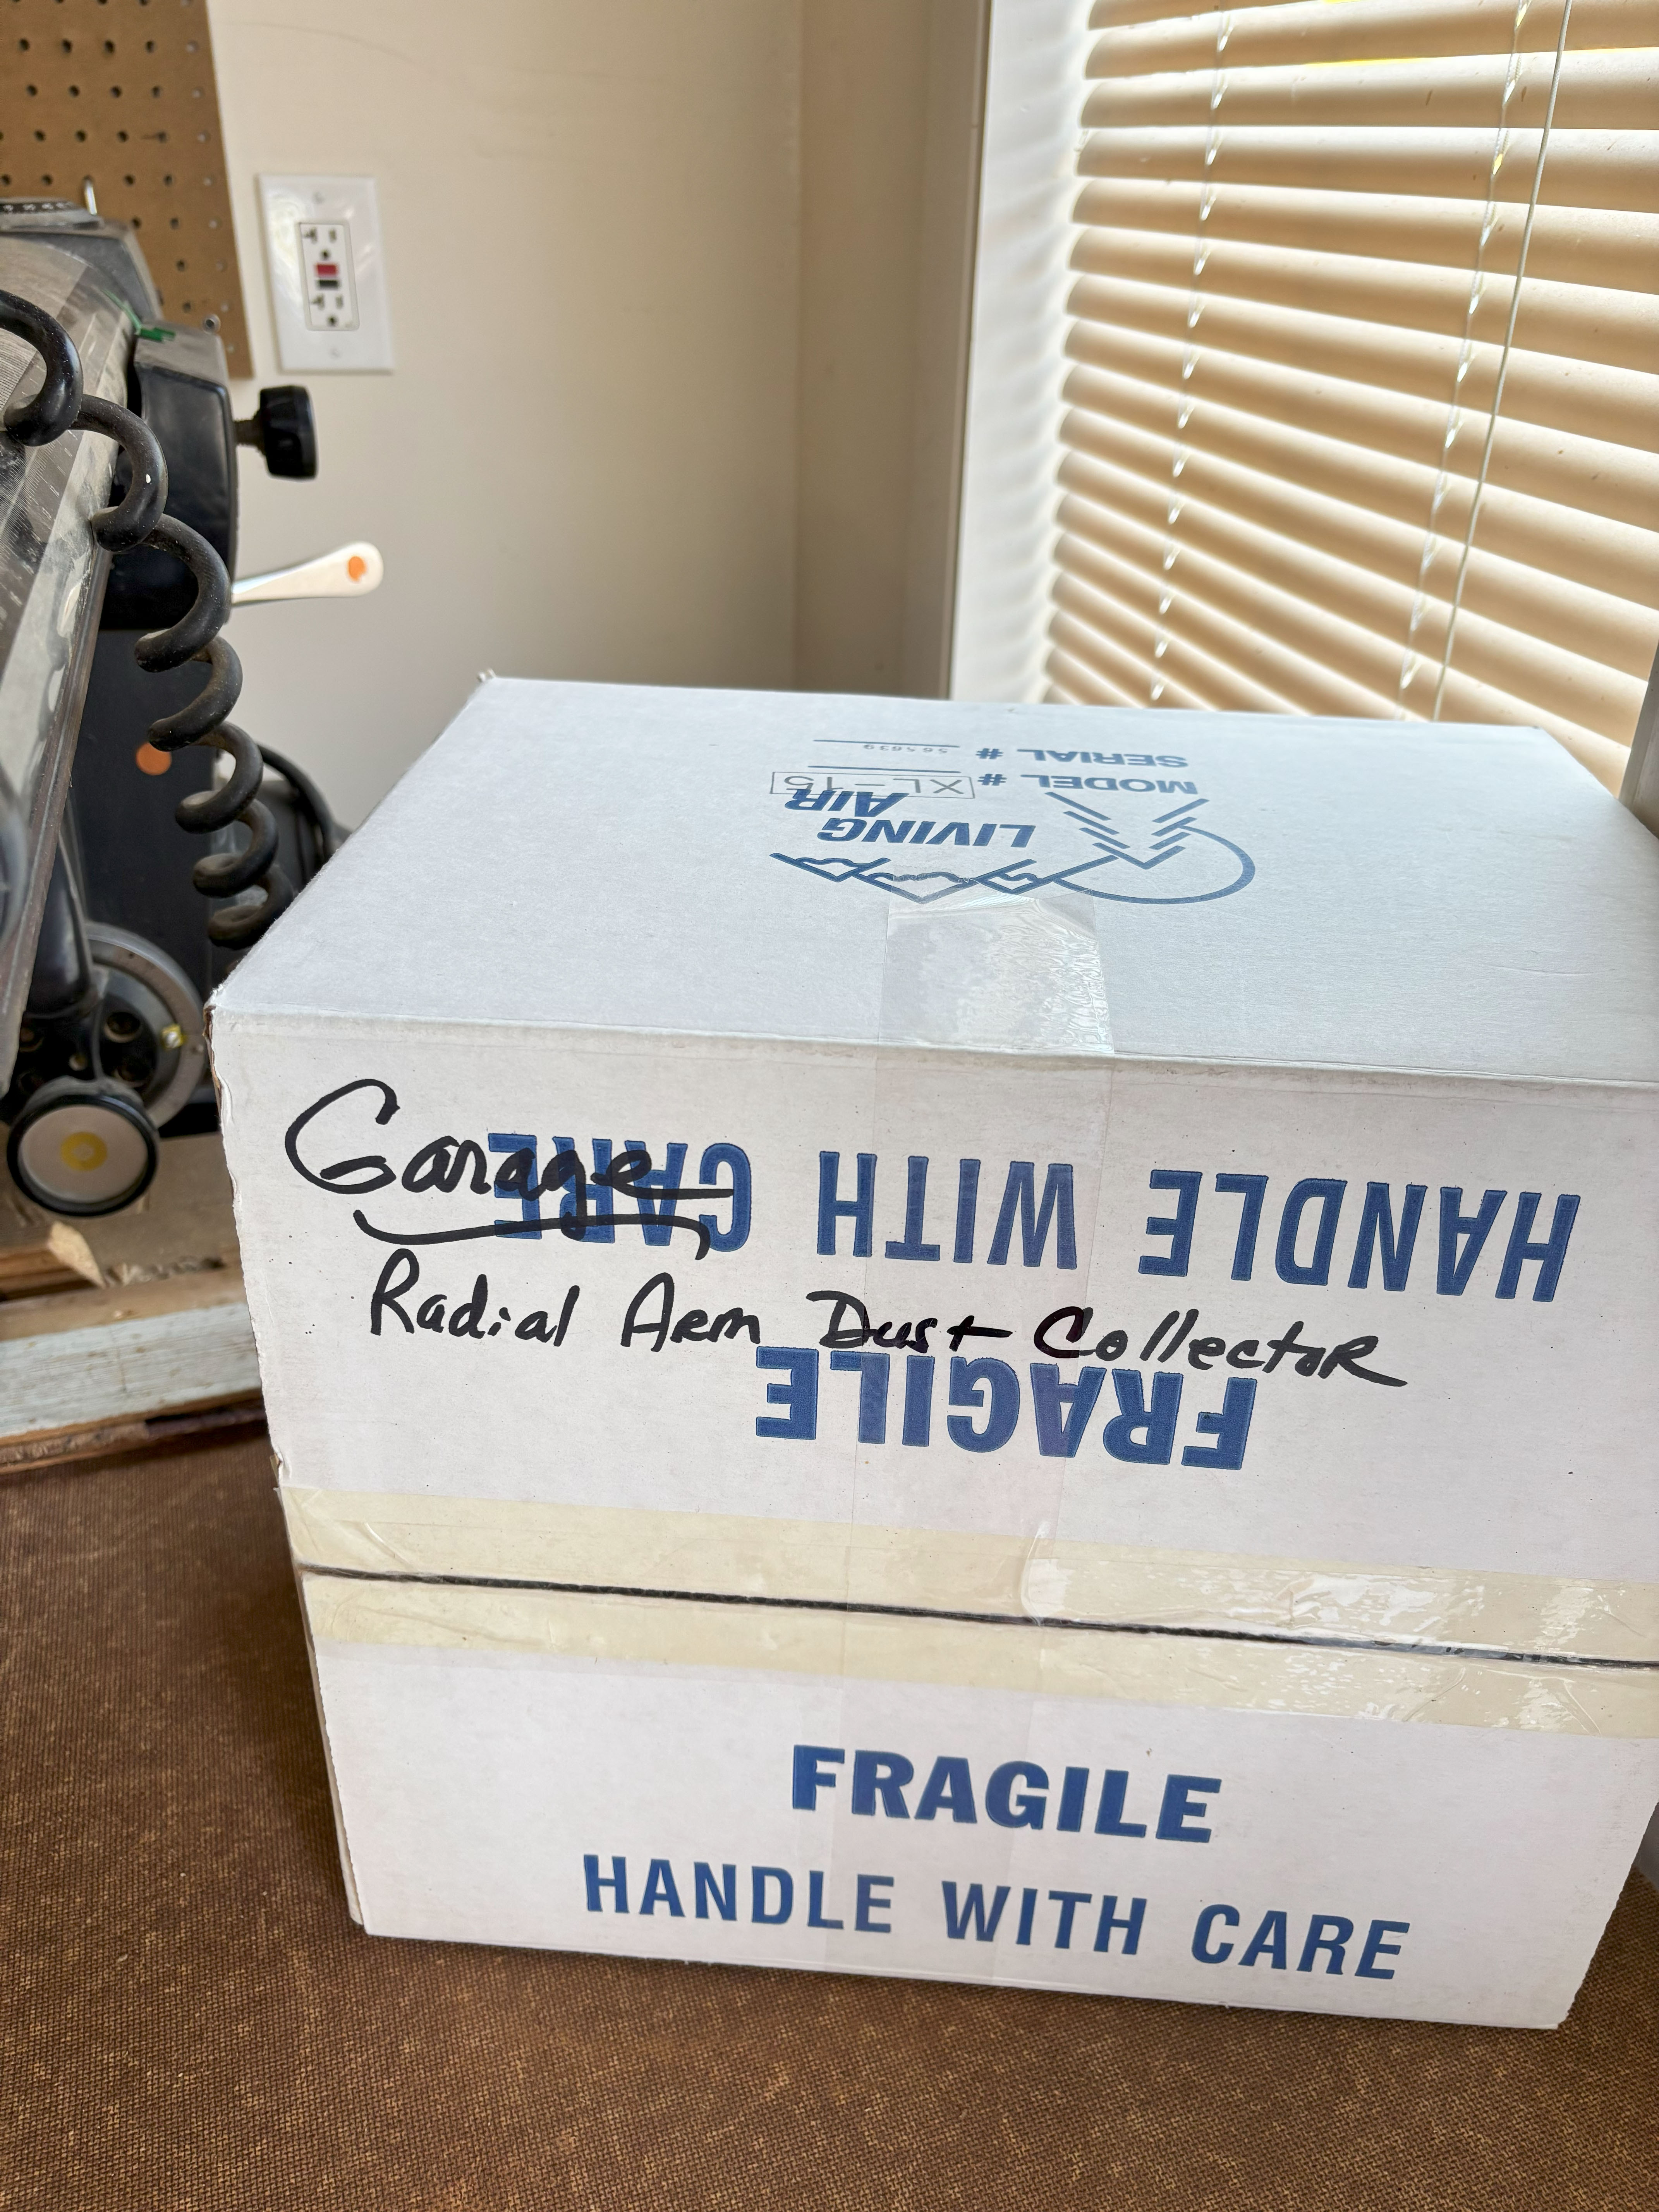 SERIAL # 565639
MODEL # XL-15
LIVING
AIR
Garage
HANDLE WITH CARE
Radial Arm Dust Collector
FRAGILE
FRAGILE
HANDLE WITH CARE